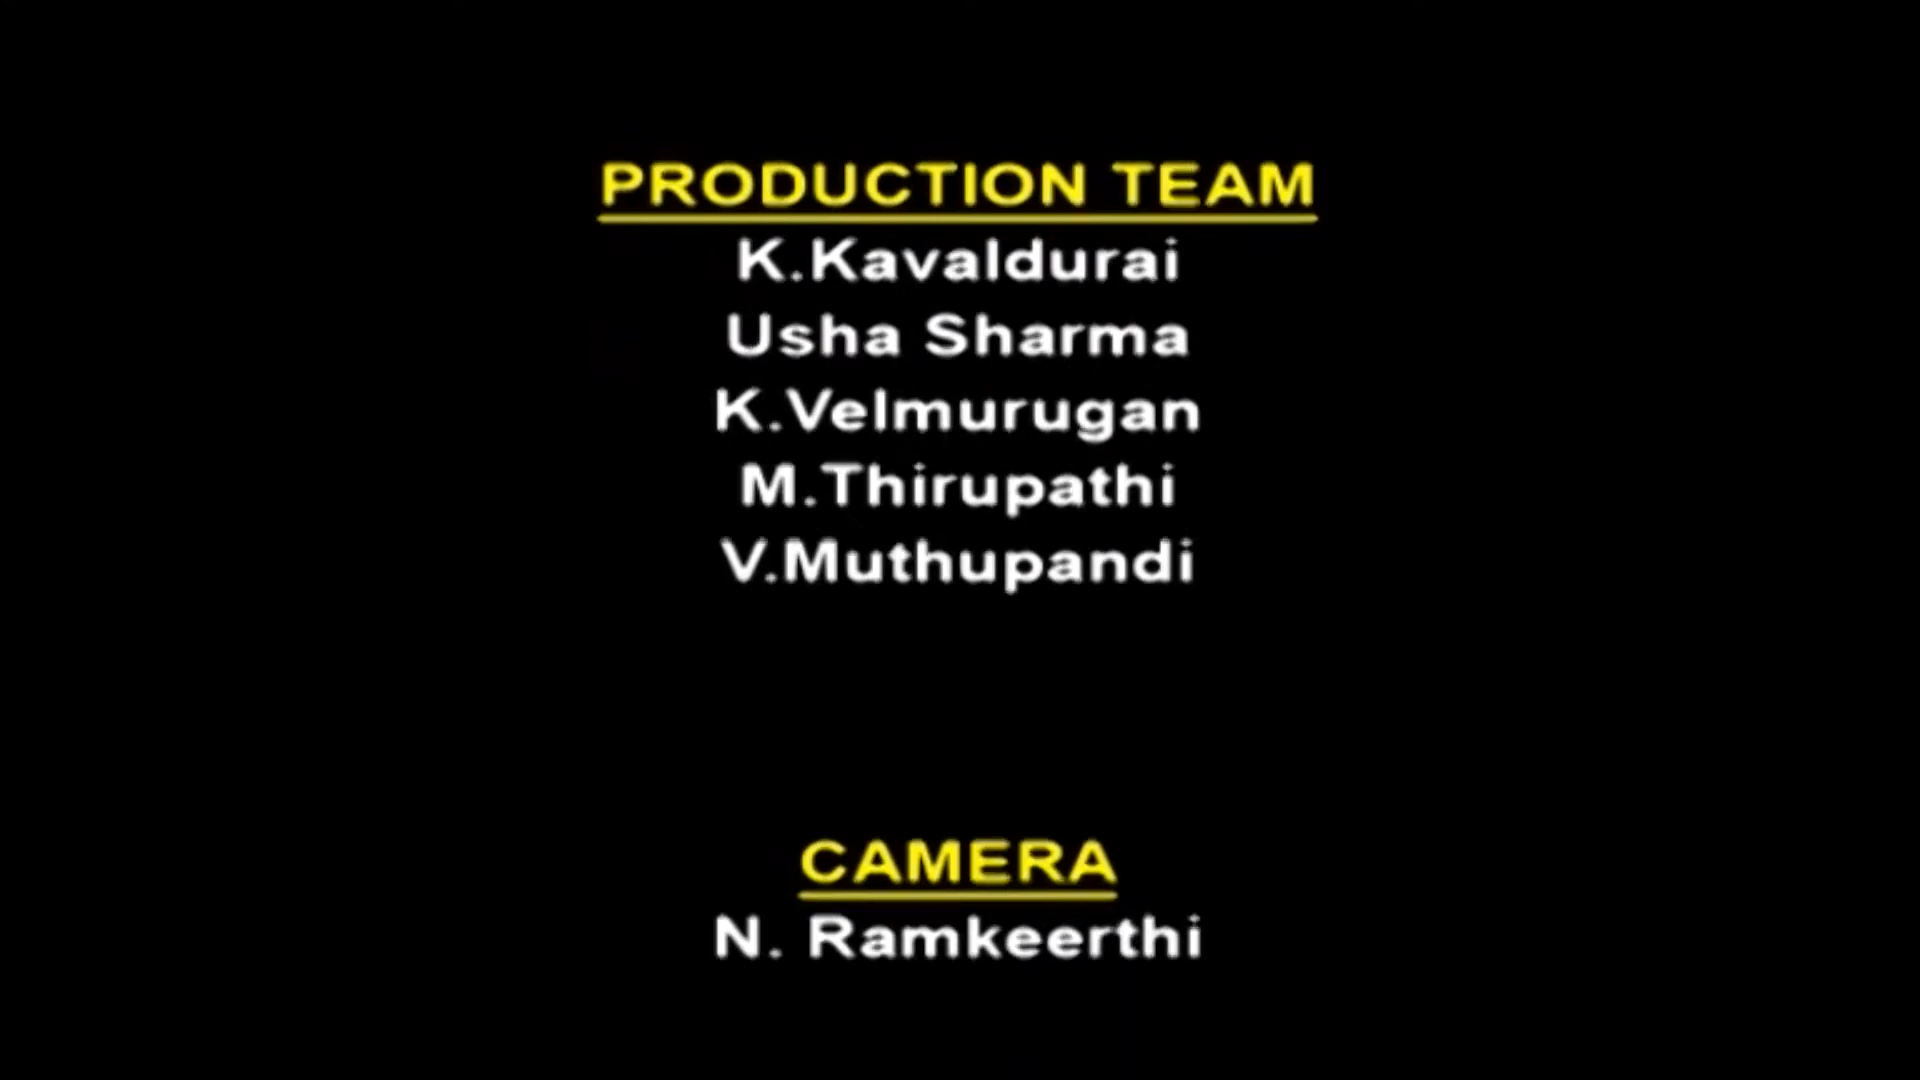 PRODUCTION TEAM
K.Kavaldurai
Usha Sharma
K.Velmurugan
M.Thirupathi
V.Muthupandi
CAMERA
N. Ramkeerthi